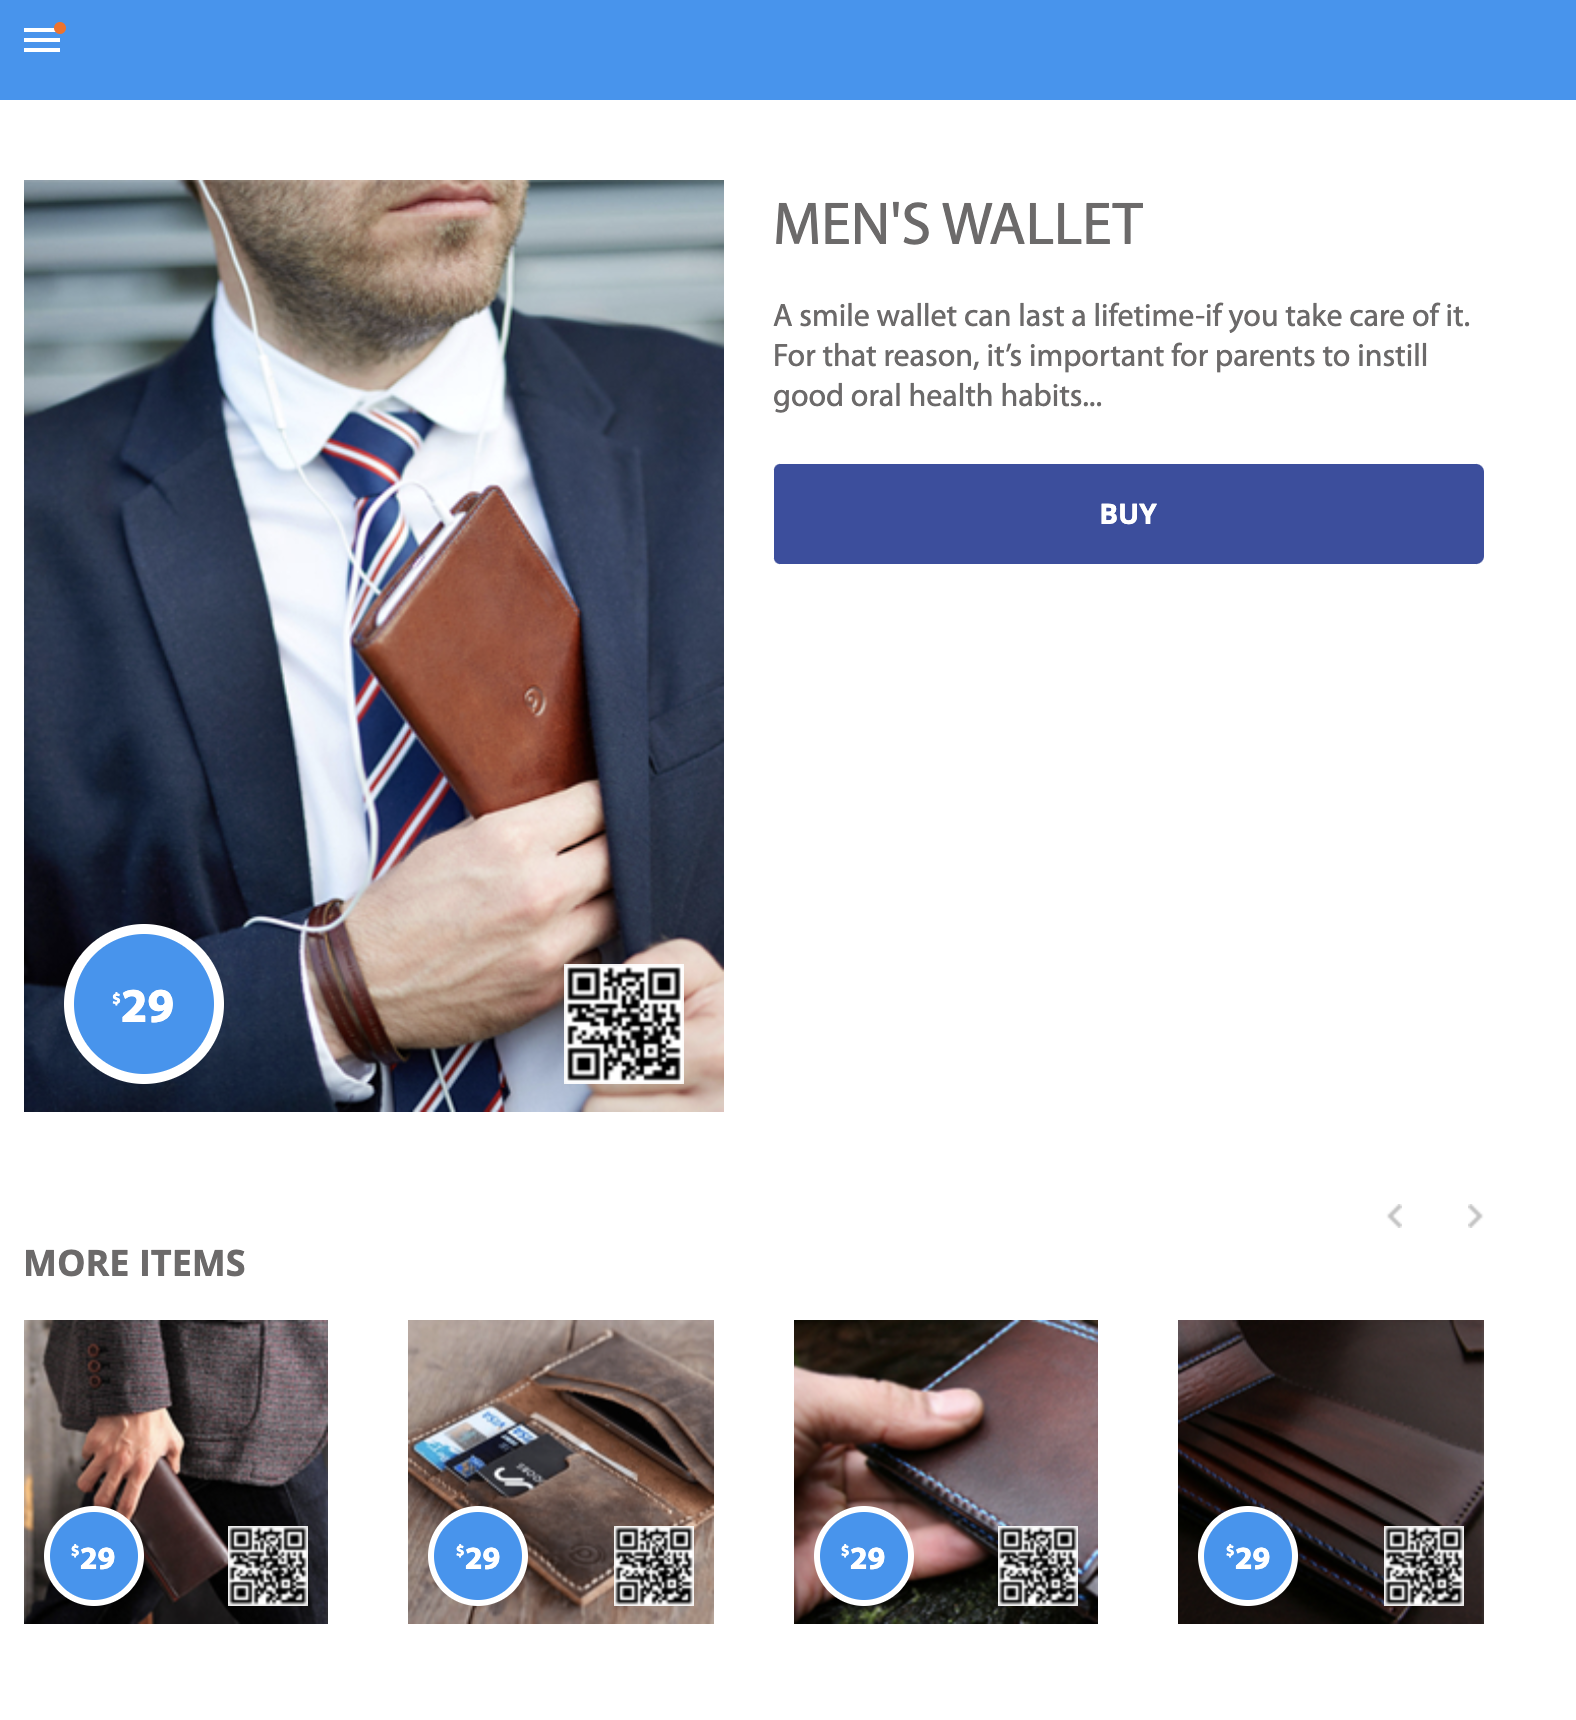 MEN'S WALLET
A smile wallet can last a lifetime-if you take care of it.
For that reason, it’s important for parents to instill
good oral health habits...
BUY
$29
MORE ITEMS
$29
VISA
$29
$29
$29